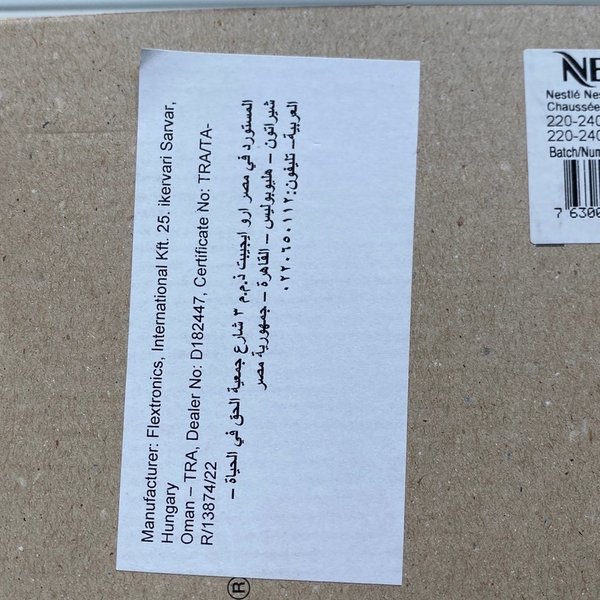 Manufacturer: Flextronics, International Kft. 25. ikervari Sarvar,
Hungary
Oman – TRA, Dealer No: D182447, Certificate No: TRA/TA-
R/13874/22
المستورد في مصر ارو ايجيبت ذ.م.م ٣ شارع جمعية الحق في الحياة –
شيراتون – هليوبوليس – القاهرة – جمهورية مصر
العربية – تليفون: ٠٢٢٠٦٥٠١١٢
®
NE
Nestlé Nes
Chaussée
220-240
220-240
Batch/Num
7 6300